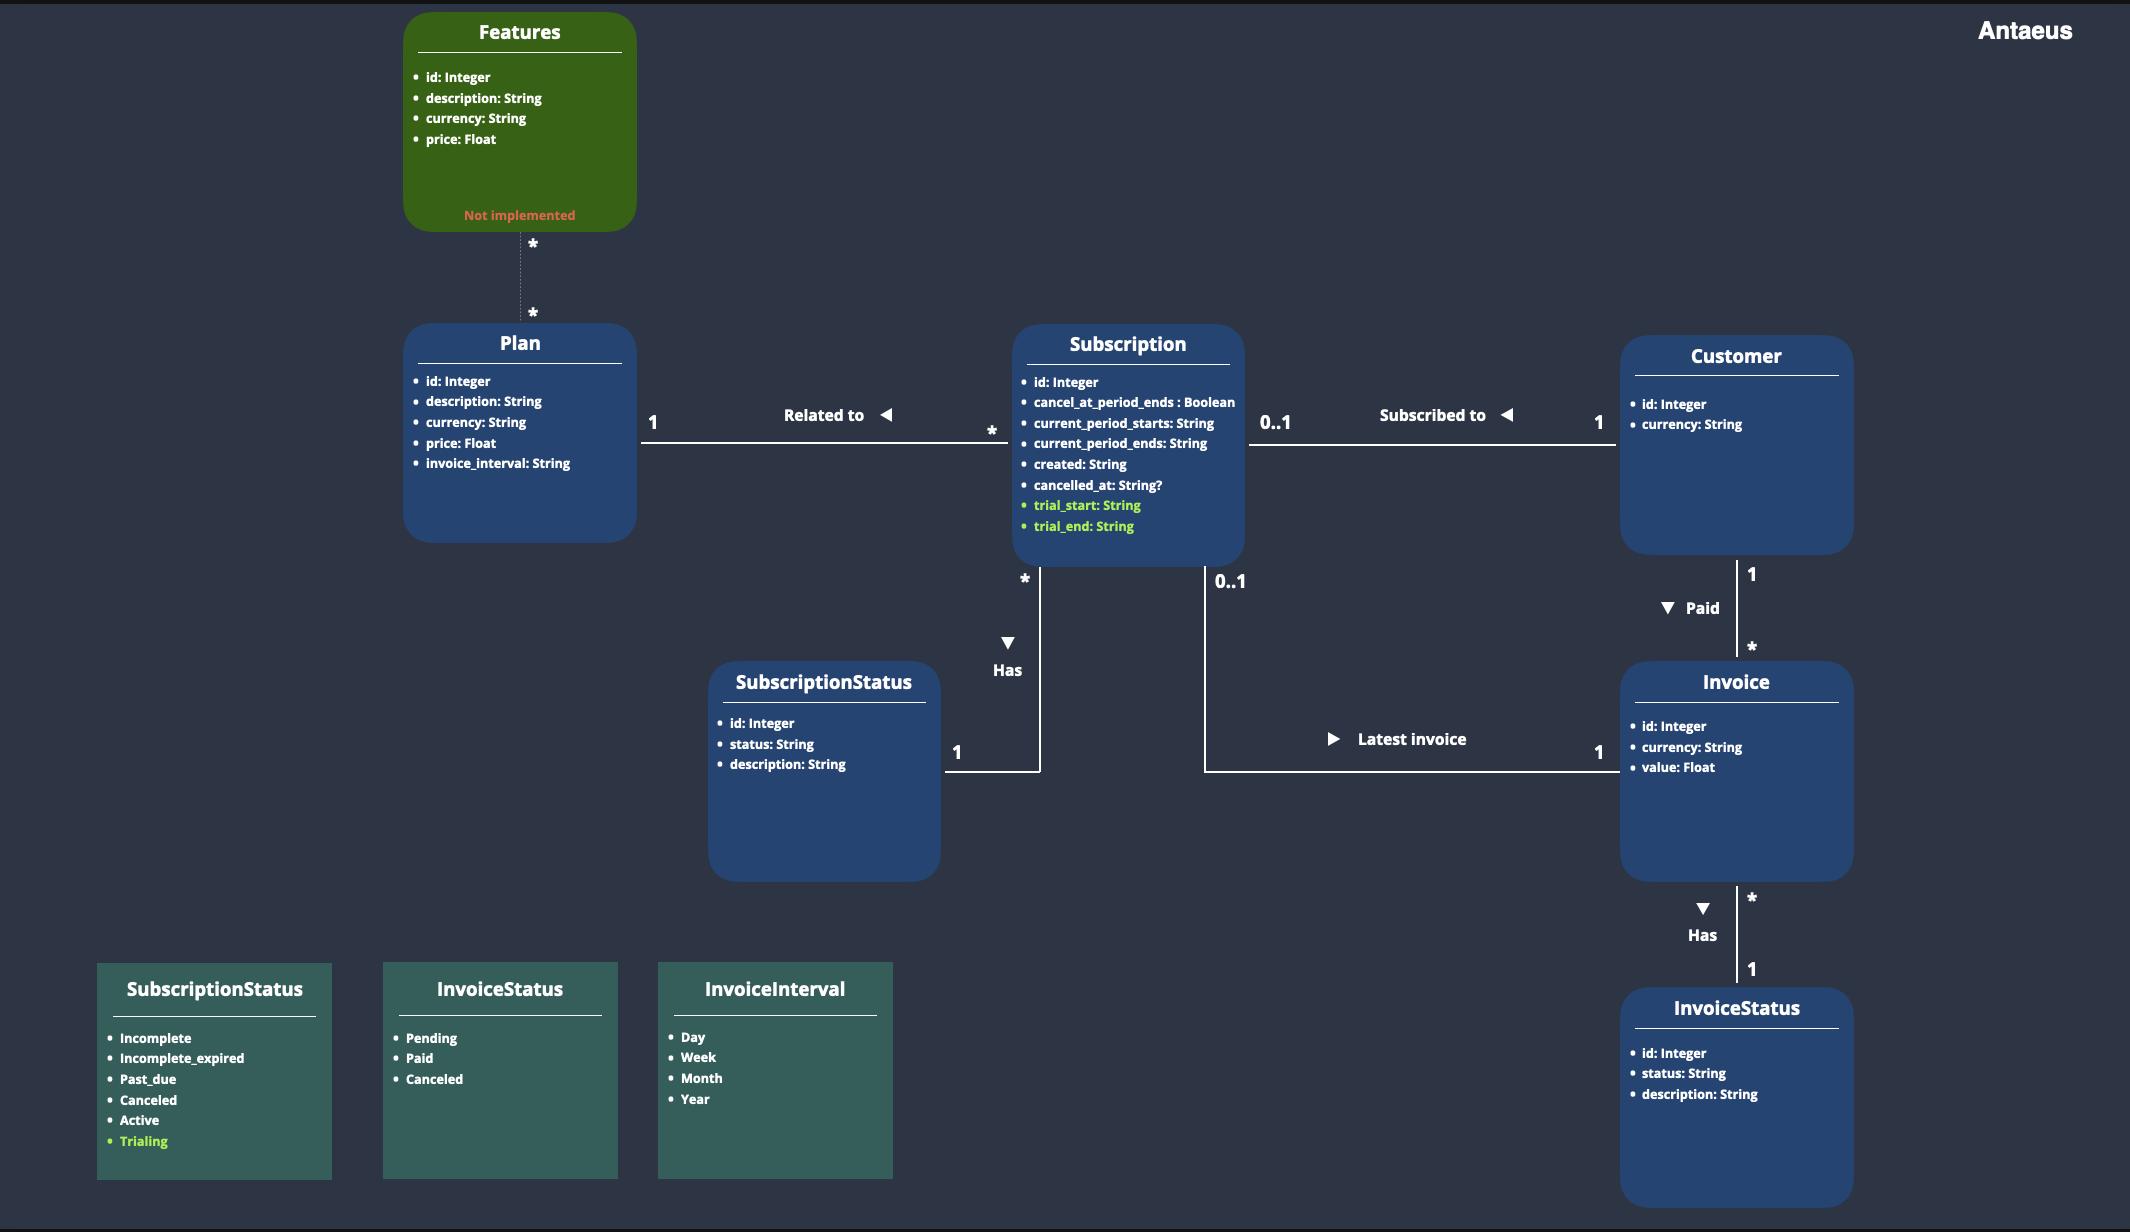 Antaeus
Features
• id: Integer
• description: String
• currency: String
• price: Float
Not implemented
*
*
Plan
• id: Integer
• description: String
• currency: String
• price: Float
• invoice_interval: String
1
Related to ◀
*
Subscription
• id: Integer
• cancel_at_period_ends : Boolean
• current_period_starts: String
• current_period_ends: String
• created: String
• cancelled_at: String?
• trial_start: String
• trial_end: String
0..1
Subscribed to ◀
1
Customer
• id: Integer
• currency: String
*
▼
Has
1
0..1
▶ Latest invoice
1
1
▼ Paid
*
SubscriptionStatus
• id: Integer
• status: String
• description: String
Invoice
• id: Integer
• currency: String
• value: Float
*
▼
Has
1
InvoiceStatus
• id: Integer
• status: String
• description: String
SubscriptionStatus
• Incomplete
• Incomplete_expired
• Past_due
• Canceled
• Active
• Trialing
InvoiceStatus
• Pending
• Paid
• Canceled
InvoiceInterval
• Day
• Week
• Month
• Year